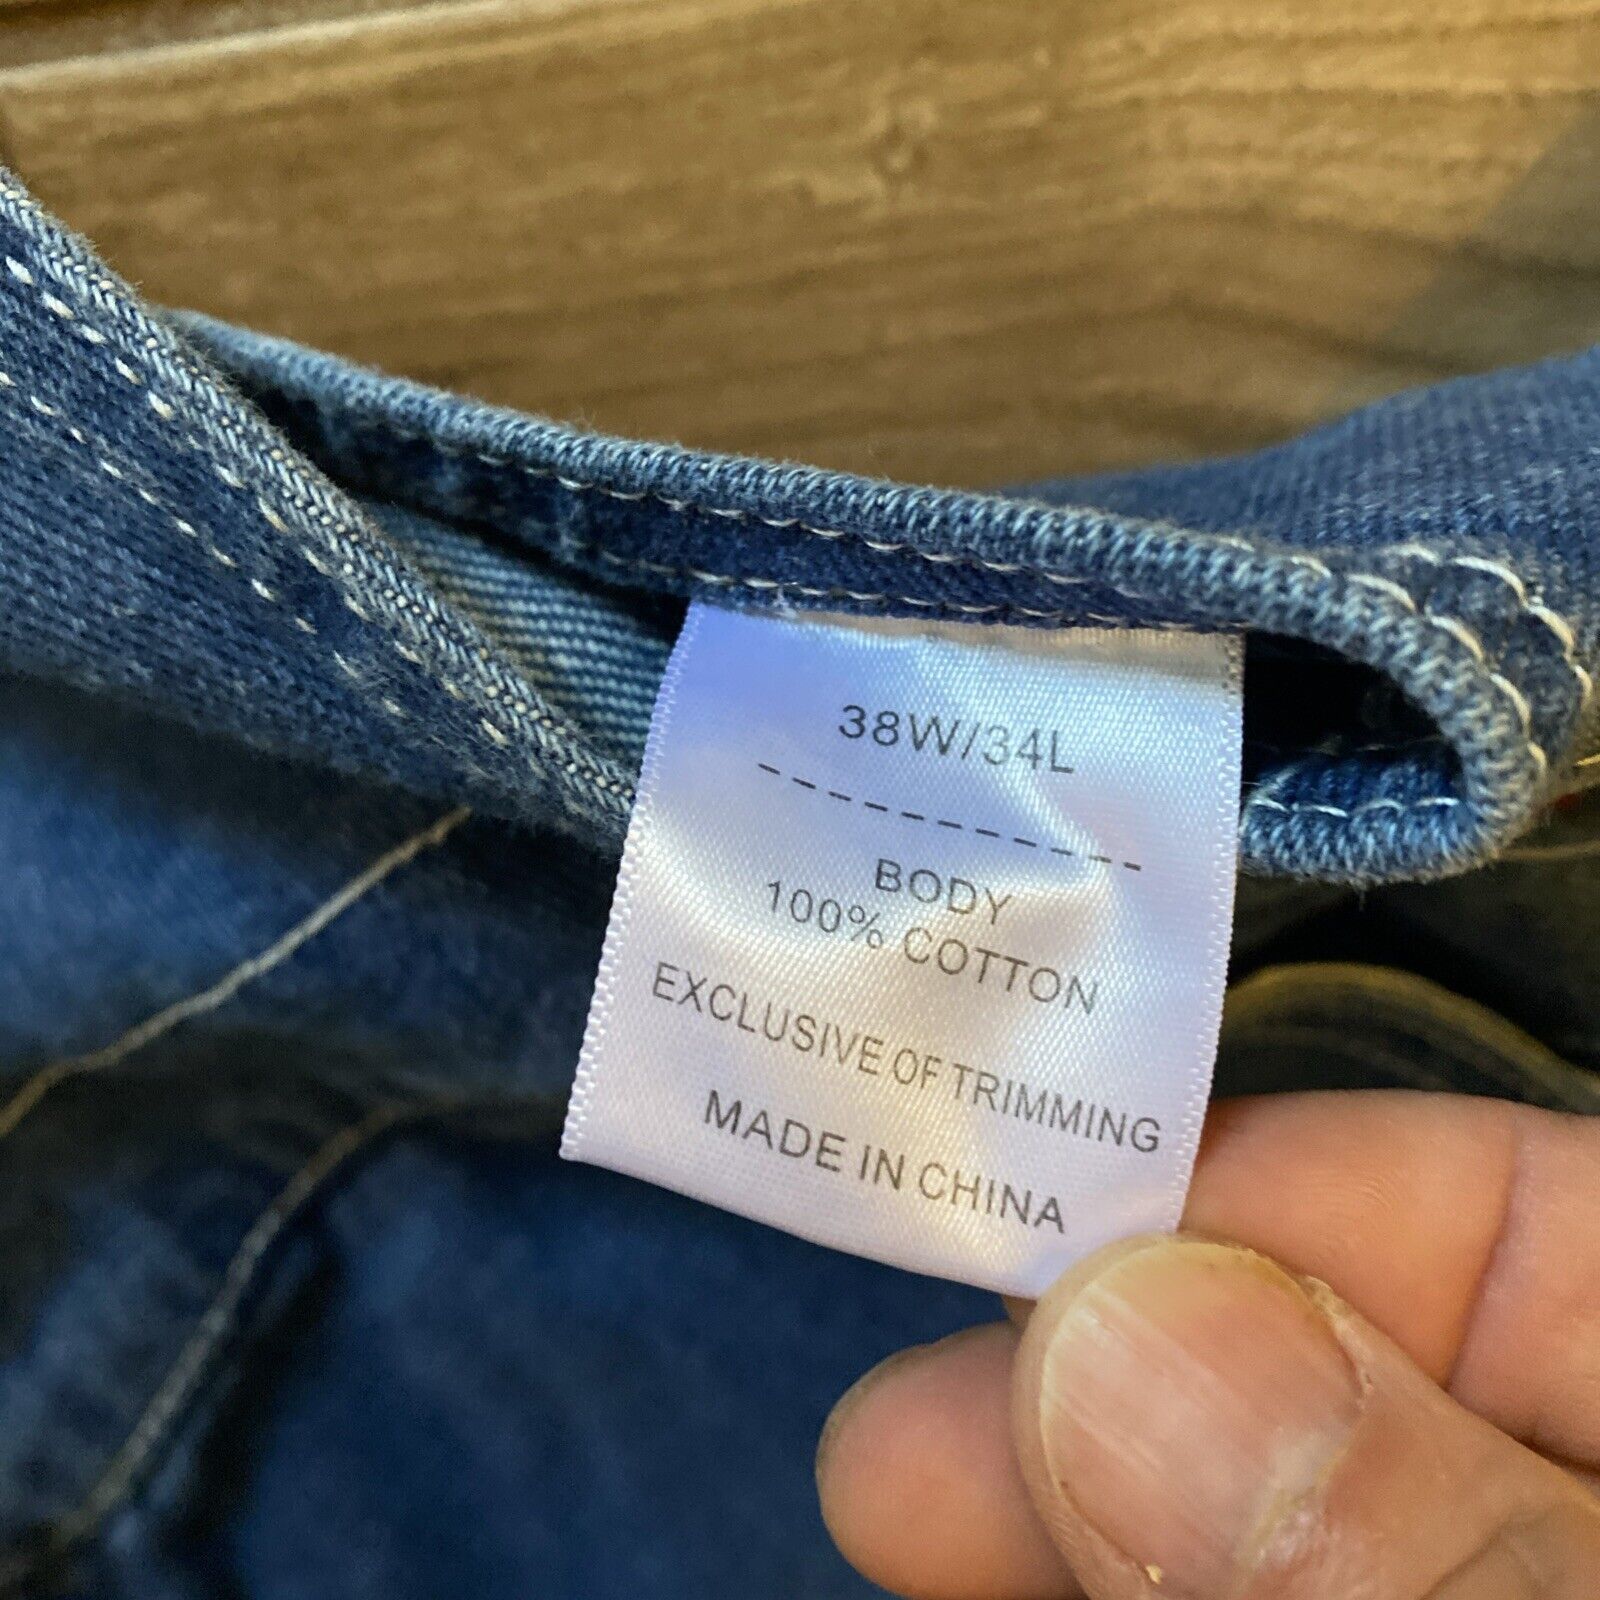 38W/34L
------------
BODY
100% COTTON
EXCLUSIVE OF TRIMMING
MADE IN CHINA